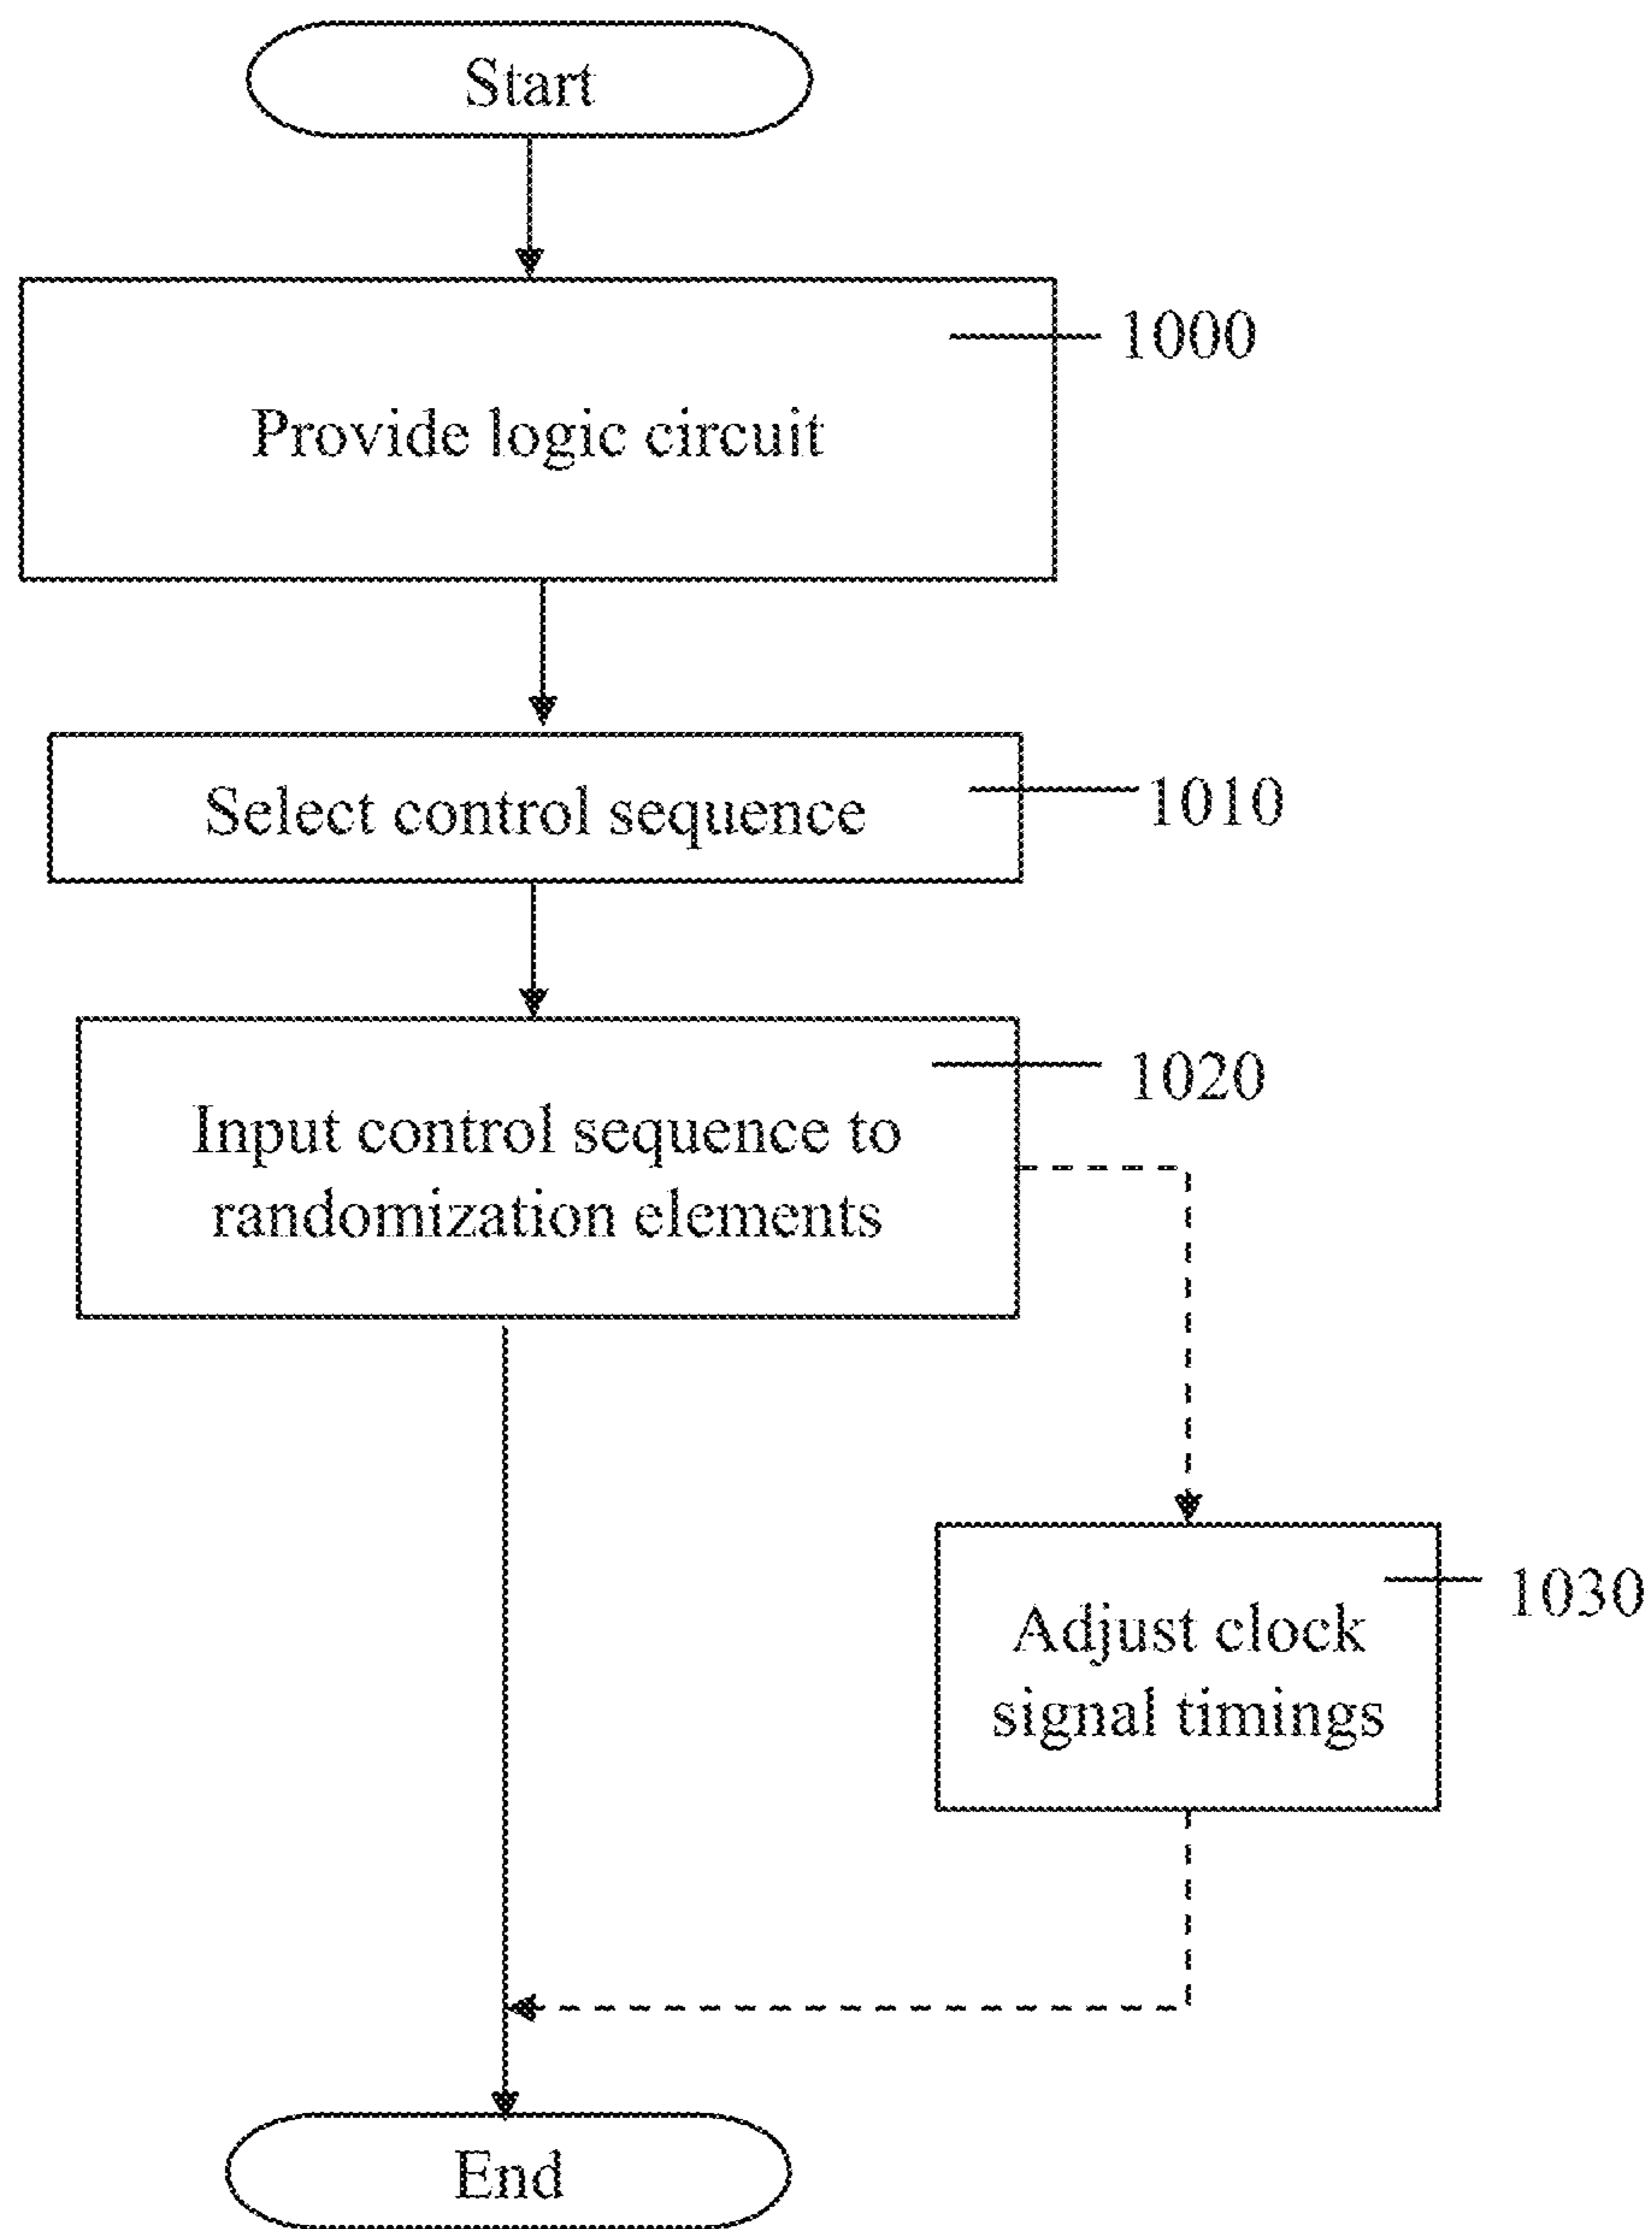 Start
1000
Provide logic circuit
Select control sequence
1010
1020
Input control sequence to
randomization elements
1030
Adjust clock
signal timings
End